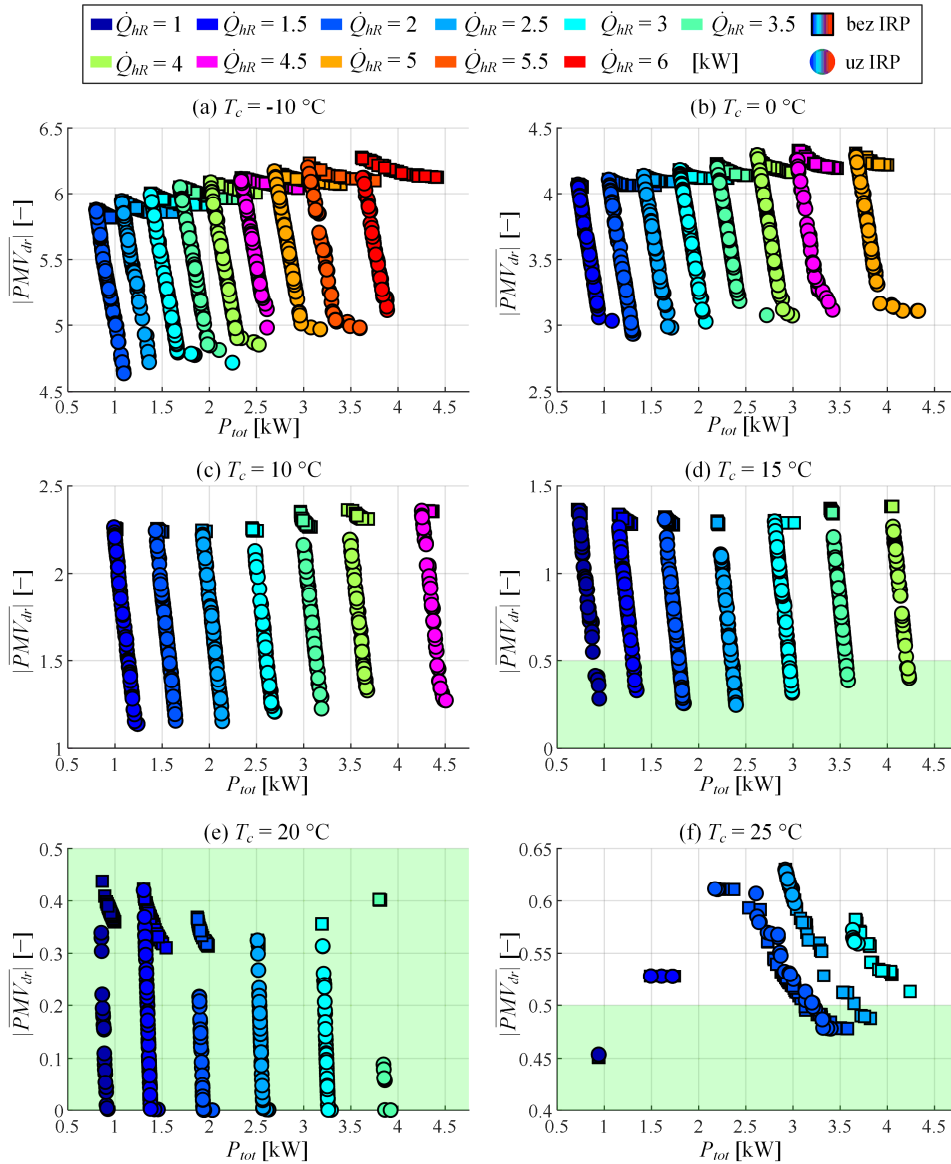 Q̇hR = 1 Q̇hR = 1.5 Q̇hR = 2 Q̇hR = 2.5 Q̇hR = 3 Q̇hR = 3.5 bez IRP
Q̇hR = 4 Q̇hR = 4.5 Q̇hR = 5 Q̇hR = 5.5 Q̇hR = 6 [kW] uz IRP
(a) Tc = -10 °C
6.5
6
5.5
5
4.5
|PMVdr| [−]
0.5 1 1.5 2 2.5 3 3.5 4 4.5
Ptot [kW]
(b) Tc = 0 °C
4.5
4
3.5
3
2.5
|PMVdr| [−]
0.5 1 1.5 2 2.5 3 3.5 4 4.5
Ptot [kW]
(c) Tc = 10 °C
2.5
2
1.5
1
|PMVdr| [−]
0.5 1 1.5 2 2.5 3 3.5 4 4.5
Ptot [kW]
(d) Tc = 15 °C
1.5
1
0.5
0
|PMVdr| [−]
0.5 1 1.5 2 2.5 3 3.5 4 4.5
Ptot [kW]
(e) Tc = 20 °C
0.5
0.4
0.3
0.2
0.1
0
|PMVdr| [−]
0.5 1 1.5 2 2.5 3 3.5 4 4.5
Ptot [kW]
(f) Tc = 25 °C
0.65
0.6
0.55
0.5
0.45
0.4
|PMVdr| [−]
0.5 1 1.5 2 2.5 3 3.5 4 4.5
Ptot [kW]